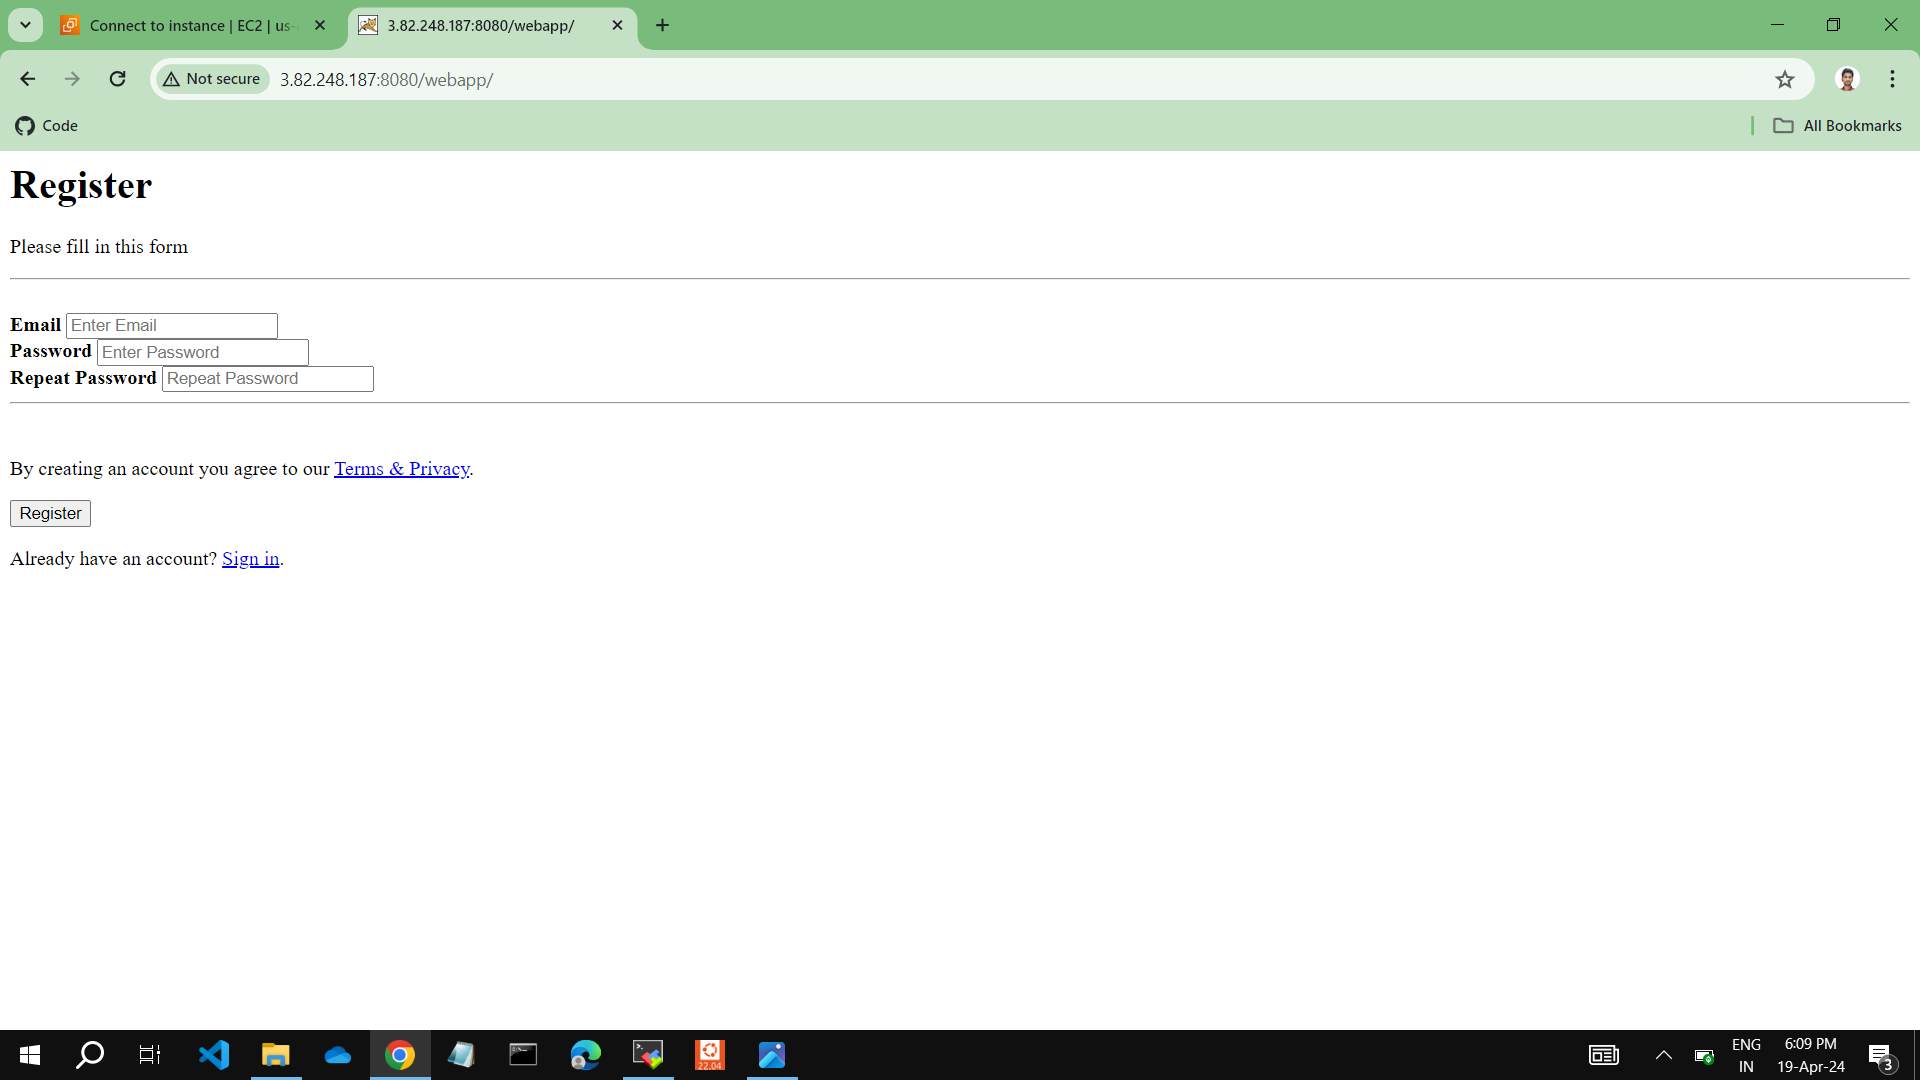 Connect to instance | EC2 | us-
3.82.248.187:8080/webapp/
Not secure
3.82.248.187:8080/webapp/
Code
All Bookmarks
Register
Please fill in this form
Email Enter Email
Password Enter Password
Repeat Password Repeat Password
By creating an account you agree to our Terms & Privacy.
Register
Already have an account? Sign in.
22.04
ENG
IN
6:09 PM
19-Apr-24
3